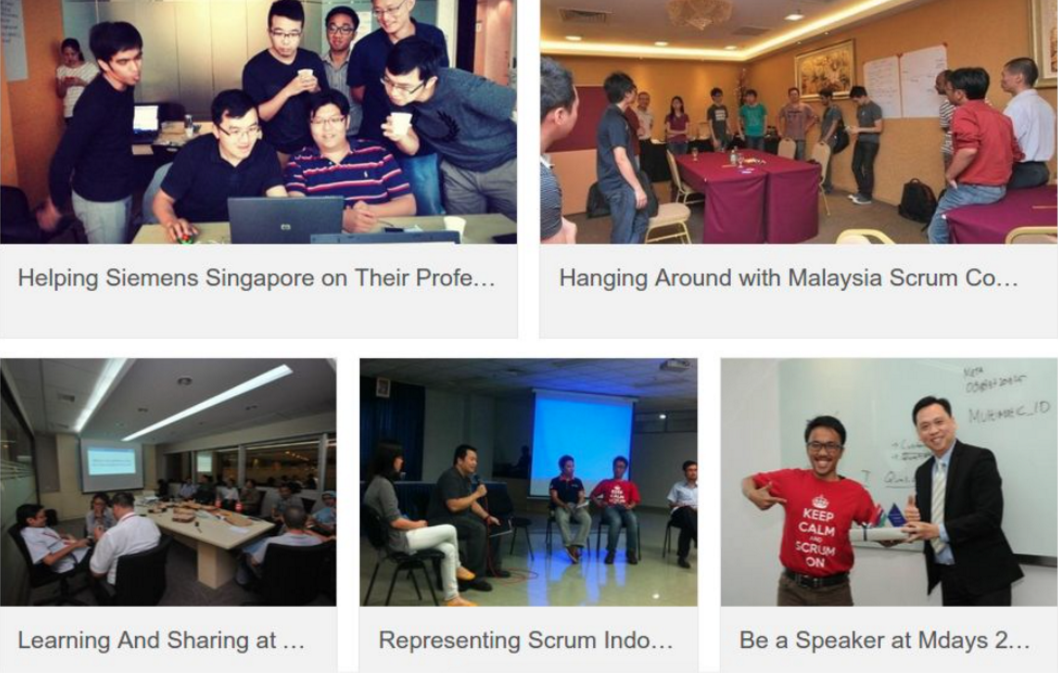 Helping Siemens Singapore on Their Profe...
Hanging Around with Malaysia Scrum Co...
Learning And Sharing at ...
Representing Scrum Indo...
KEEP
CALM
AND
SCRUM
ON
MULTIMATIC_ID
Be a Speaker at Mdays 2...